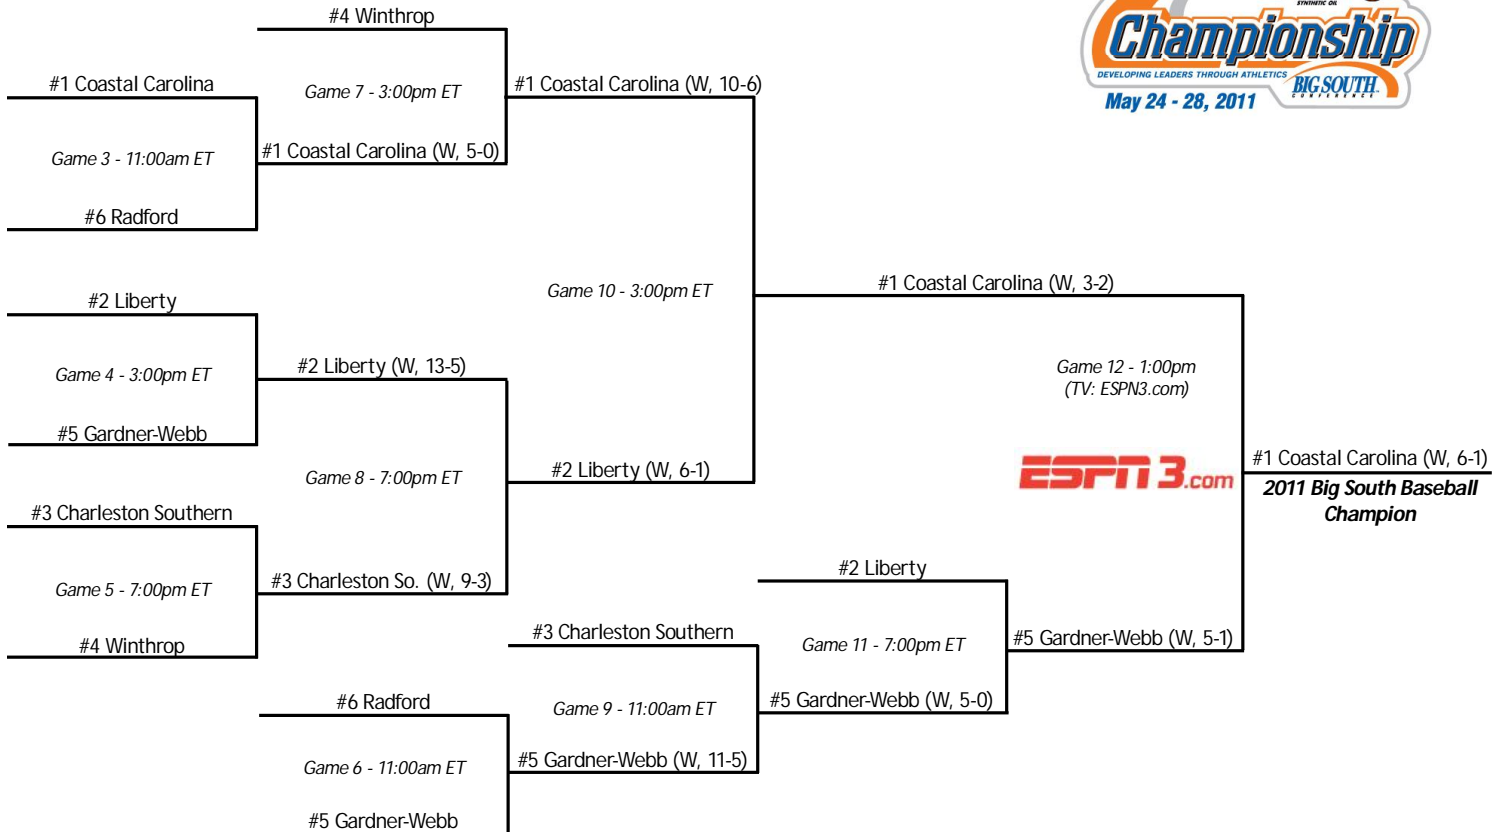 SYNTHETIC OIL
Championship
DEVELOPING LEADERS THROUGH ATHLETICS
BIG SOUTH
CONFERENCE
May 24 - 28, 2011
#4 Winthrop
#1 Coastal Carolina
Game 7 - 3:00pm ET
#1 Coastal Carolina (W, 10-6)
Game 3 - 11:00am ET
#1 Coastal Carolina (W, 5-0)
#6 Radford
#2 Liberty
Game 10 - 3:00pm ET
#1 Coastal Carolina (W, 3-2)
Game 4 - 3:00pm ET
#2 Liberty (W, 13-5)
Game 12 - 1:00pm
(TV: ESPN3.com)
#5 Gardner-Webb
Game 8 - 7:00pm ET
#2 Liberty (W, 6-1)
ESPN 3.com
#1 Coastal Carolina (W, 6-1)
2011 Big South Baseball
Champion
#3 Charleston Southern
Game 5 - 7:00pm ET
#3 Charleston So. (W, 9-3)
#2 Liberty
#4 Winthrop
#3 Charleston Southern
Game 11 - 7:00pm ET
#5 Gardner-Webb (W, 5-1)
#6 Radford
Game 9 - 11:00am ET
#5 Gardner-Webb (W, 5-0)
Game 6 - 11:00am ET
#5 Gardner-Webb (W, 11-5)
#5 Gardner-Webb